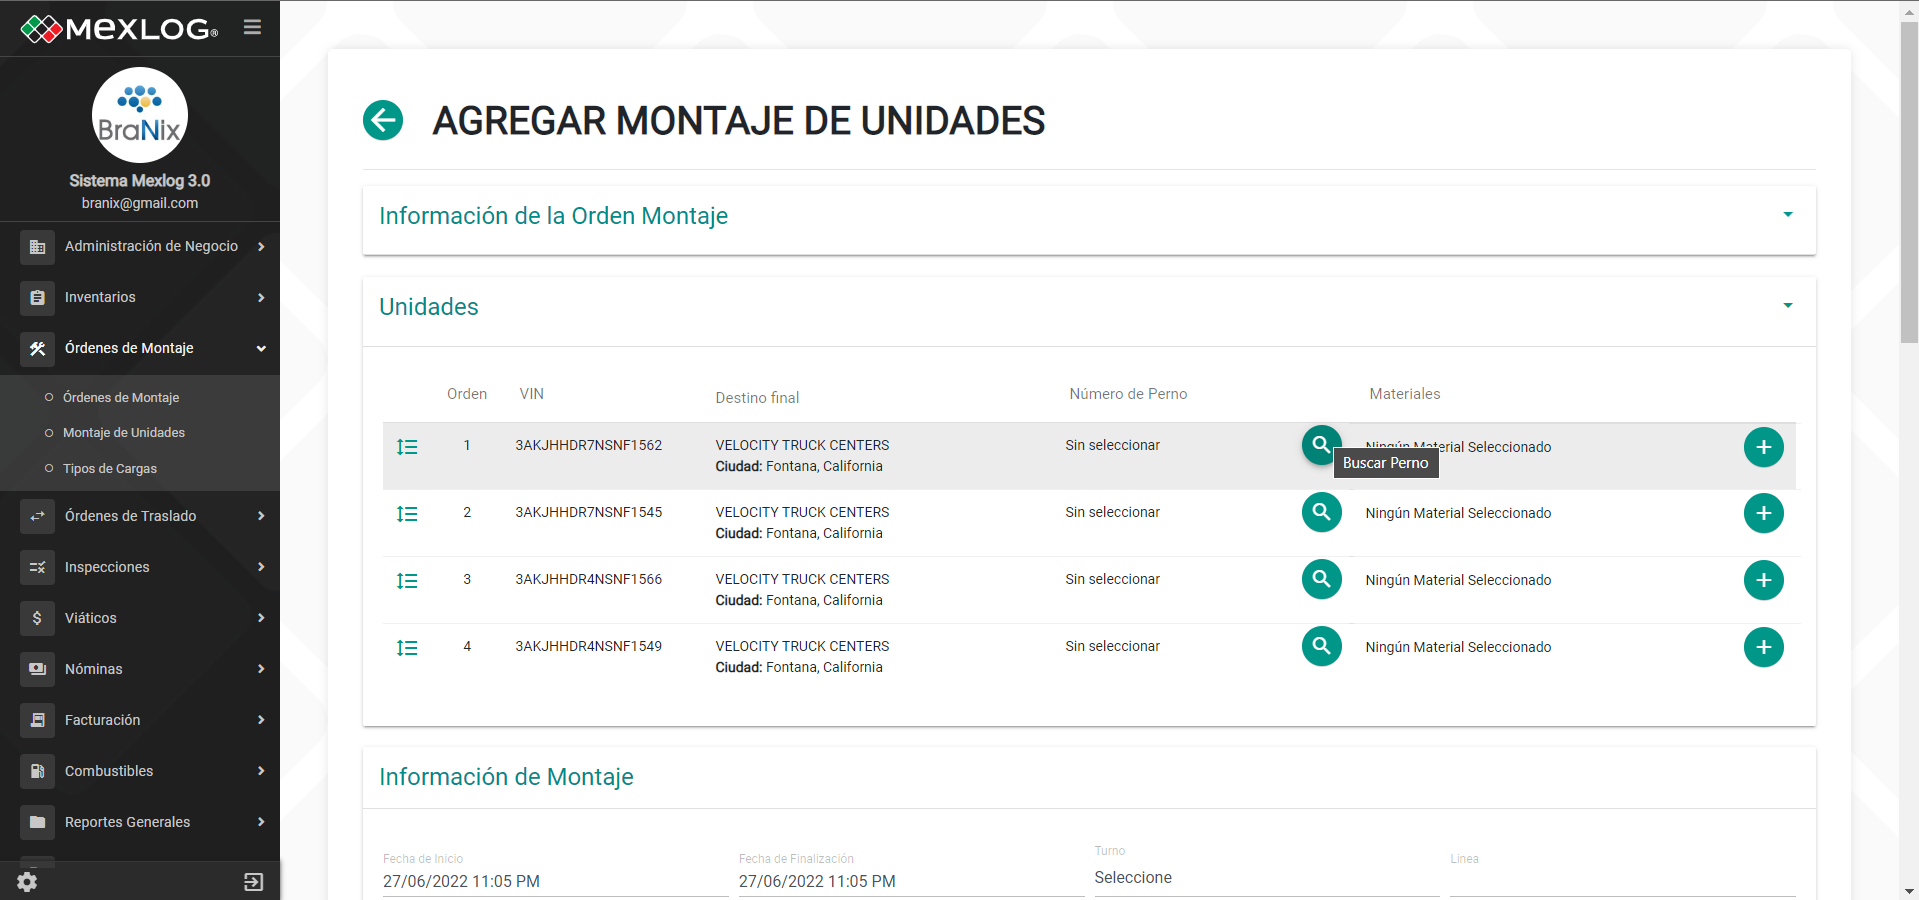 MEXLOG®
BraNix
Sistema Mexlog 3.0
branix@gmail.com
Administración de Negocio
Inventarios
Órdenes de Montaje
Órdenes de Montaje
Montaje de Unidades
Tipos de Cargas
Órdenes de Traslado
Inspecciones
Viáticos
Nóminas
Facturación
Combustibles
Reportes Generales
AGREGAR MONTAJE DE UNIDADES
Información de la Orden Montaje
Unidades
Orden VIN Destino final Número de Perno Materiales
1 3AKJHHDR7NSNF1562 VELOCITY TRUCK CENTERS Sin seleccionar Ningún Material Seleccionado
Ciudad: Fontana, California
Buscar Perno
2 3AKJHHDR7NSNF1545 VELOCITY TRUCK CENTERS Sin seleccionar Ningún Material Seleccionado
Ciudad: Fontana, California
3 3AKJHHDR4NSNF1566 VELOCITY TRUCK CENTERS Sin seleccionar Ningún Material Seleccionado
Ciudad: Fontana, California
4 3AKJHHDR4NSNF1549 VELOCITY TRUCK CENTERS Sin seleccionar Ningún Material Seleccionado
Ciudad: Fontana, California
Información de Montaje
Fecha de Inicio Fecha de Finalización Turno Linea
27/06/2022 11:05 PM 27/06/2022 11:05 PM Seleccione